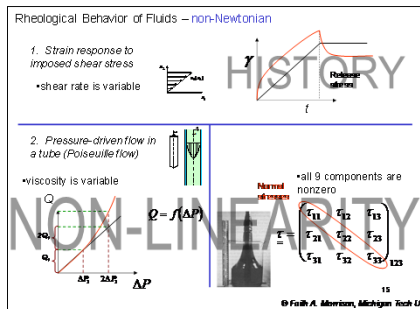 Rheological Behavior of Fluids – non-Newtonian
1. Strain response to
imposed shear stress
•shear rate is variable
γ
HISTORY
Release
stress
t
2. Pressure-driven flow in
a tube (Poiseuille flow)
•viscosity is variable
Q
Q = f(ΔP)
2Q₁
Q₁
ΔP₁ 2ΔP₁ ΔP
NON-LINEARITY
•all 9 components are
nonzero
Normal
stresses
τ =
τ11 τ12 τ13
τ21 τ22 τ23
τ31 τ32 τ33 123
15
© Faith A. Morrison, Michigan Tech U